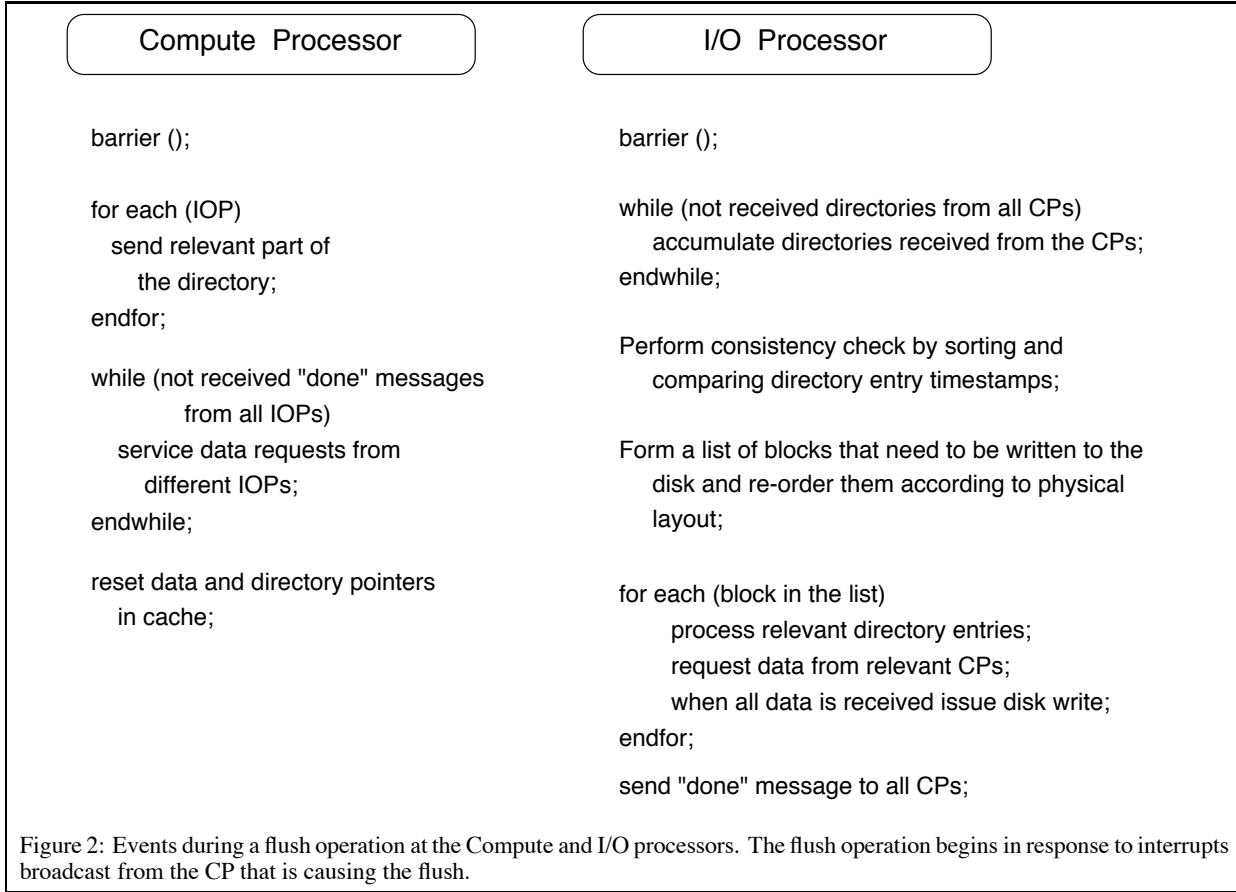 Compute Processor
barrier ();
for each (IOP)
send relevant part of
the directory;
endfor;
while (not received "done" messages
from all IOPs)
service data requests from
different IOPs;
endwhile;
reset data and directory pointers
in cache;
I/O Processor
barrier ();
while (not received directories from all CPs)
accumulate directories received from the CPs;
endwhile;
Perform consistency check by sorting and
comparing directory entry timestamps;
Form a list of blocks that need to be written to the
disk and re-order them according to physical
layout;
for each (block in the list)
process relevant directory entries;
request data from relevant CPs;
when all data is received issue disk write;
endfor;
send "done" message to all CPs;
Figure 2: Events during a flush operation at the Compute and I/O processors. The flush operation begins in response to interrupts
broadcast from the CP that is causing the flush.